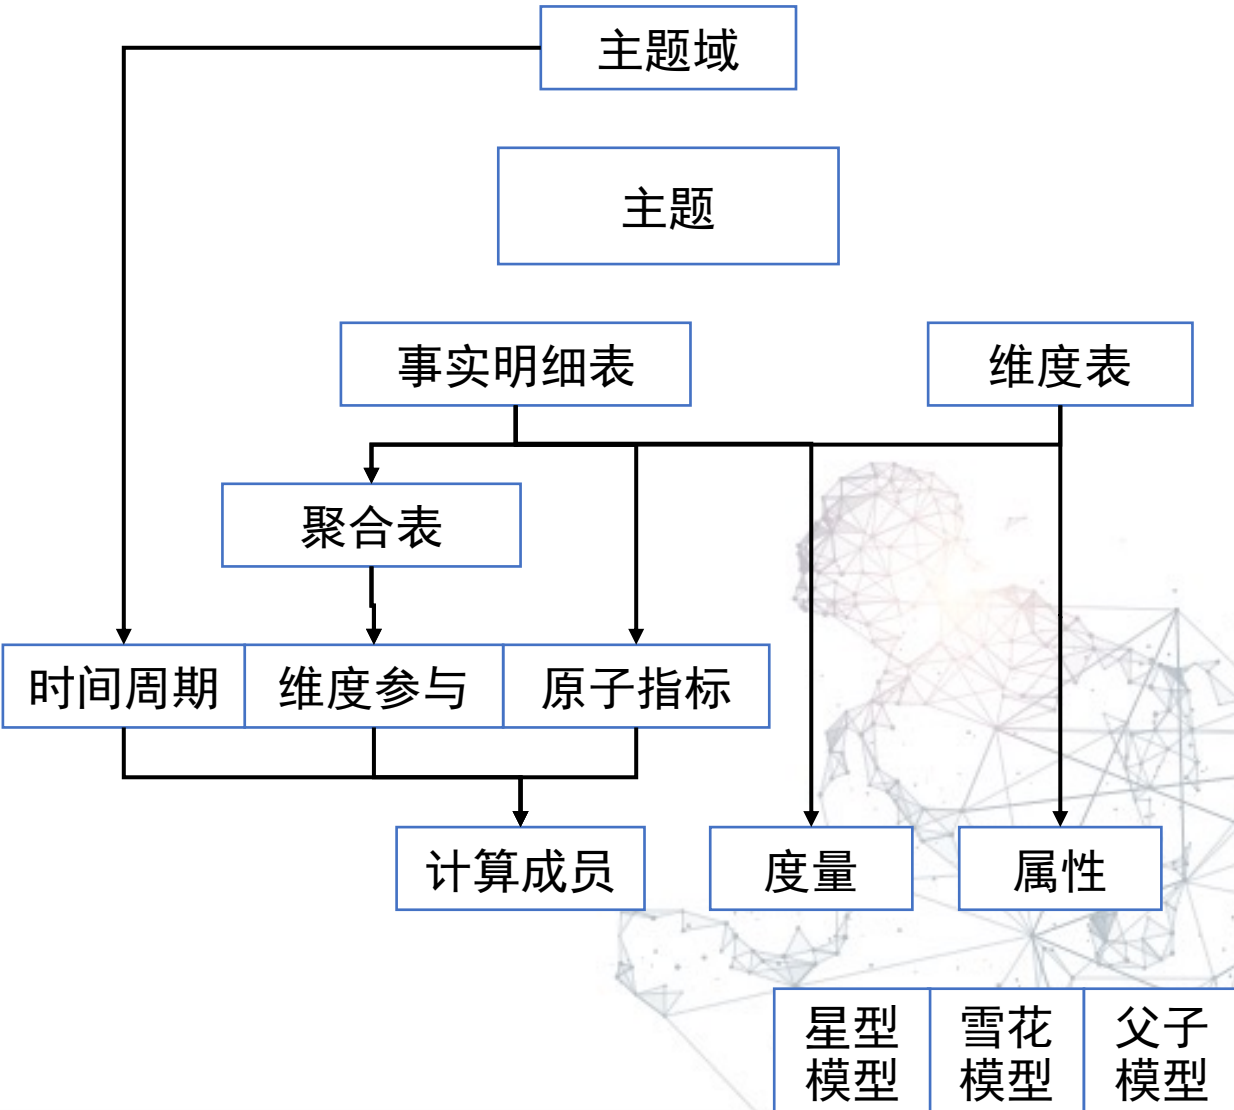 主题域
主题
事实明细表
维度表
聚合表
时间周期
维度参与
原子指标
计算成员
度量
属性
星型
模型
雪花
模型
父子
模型